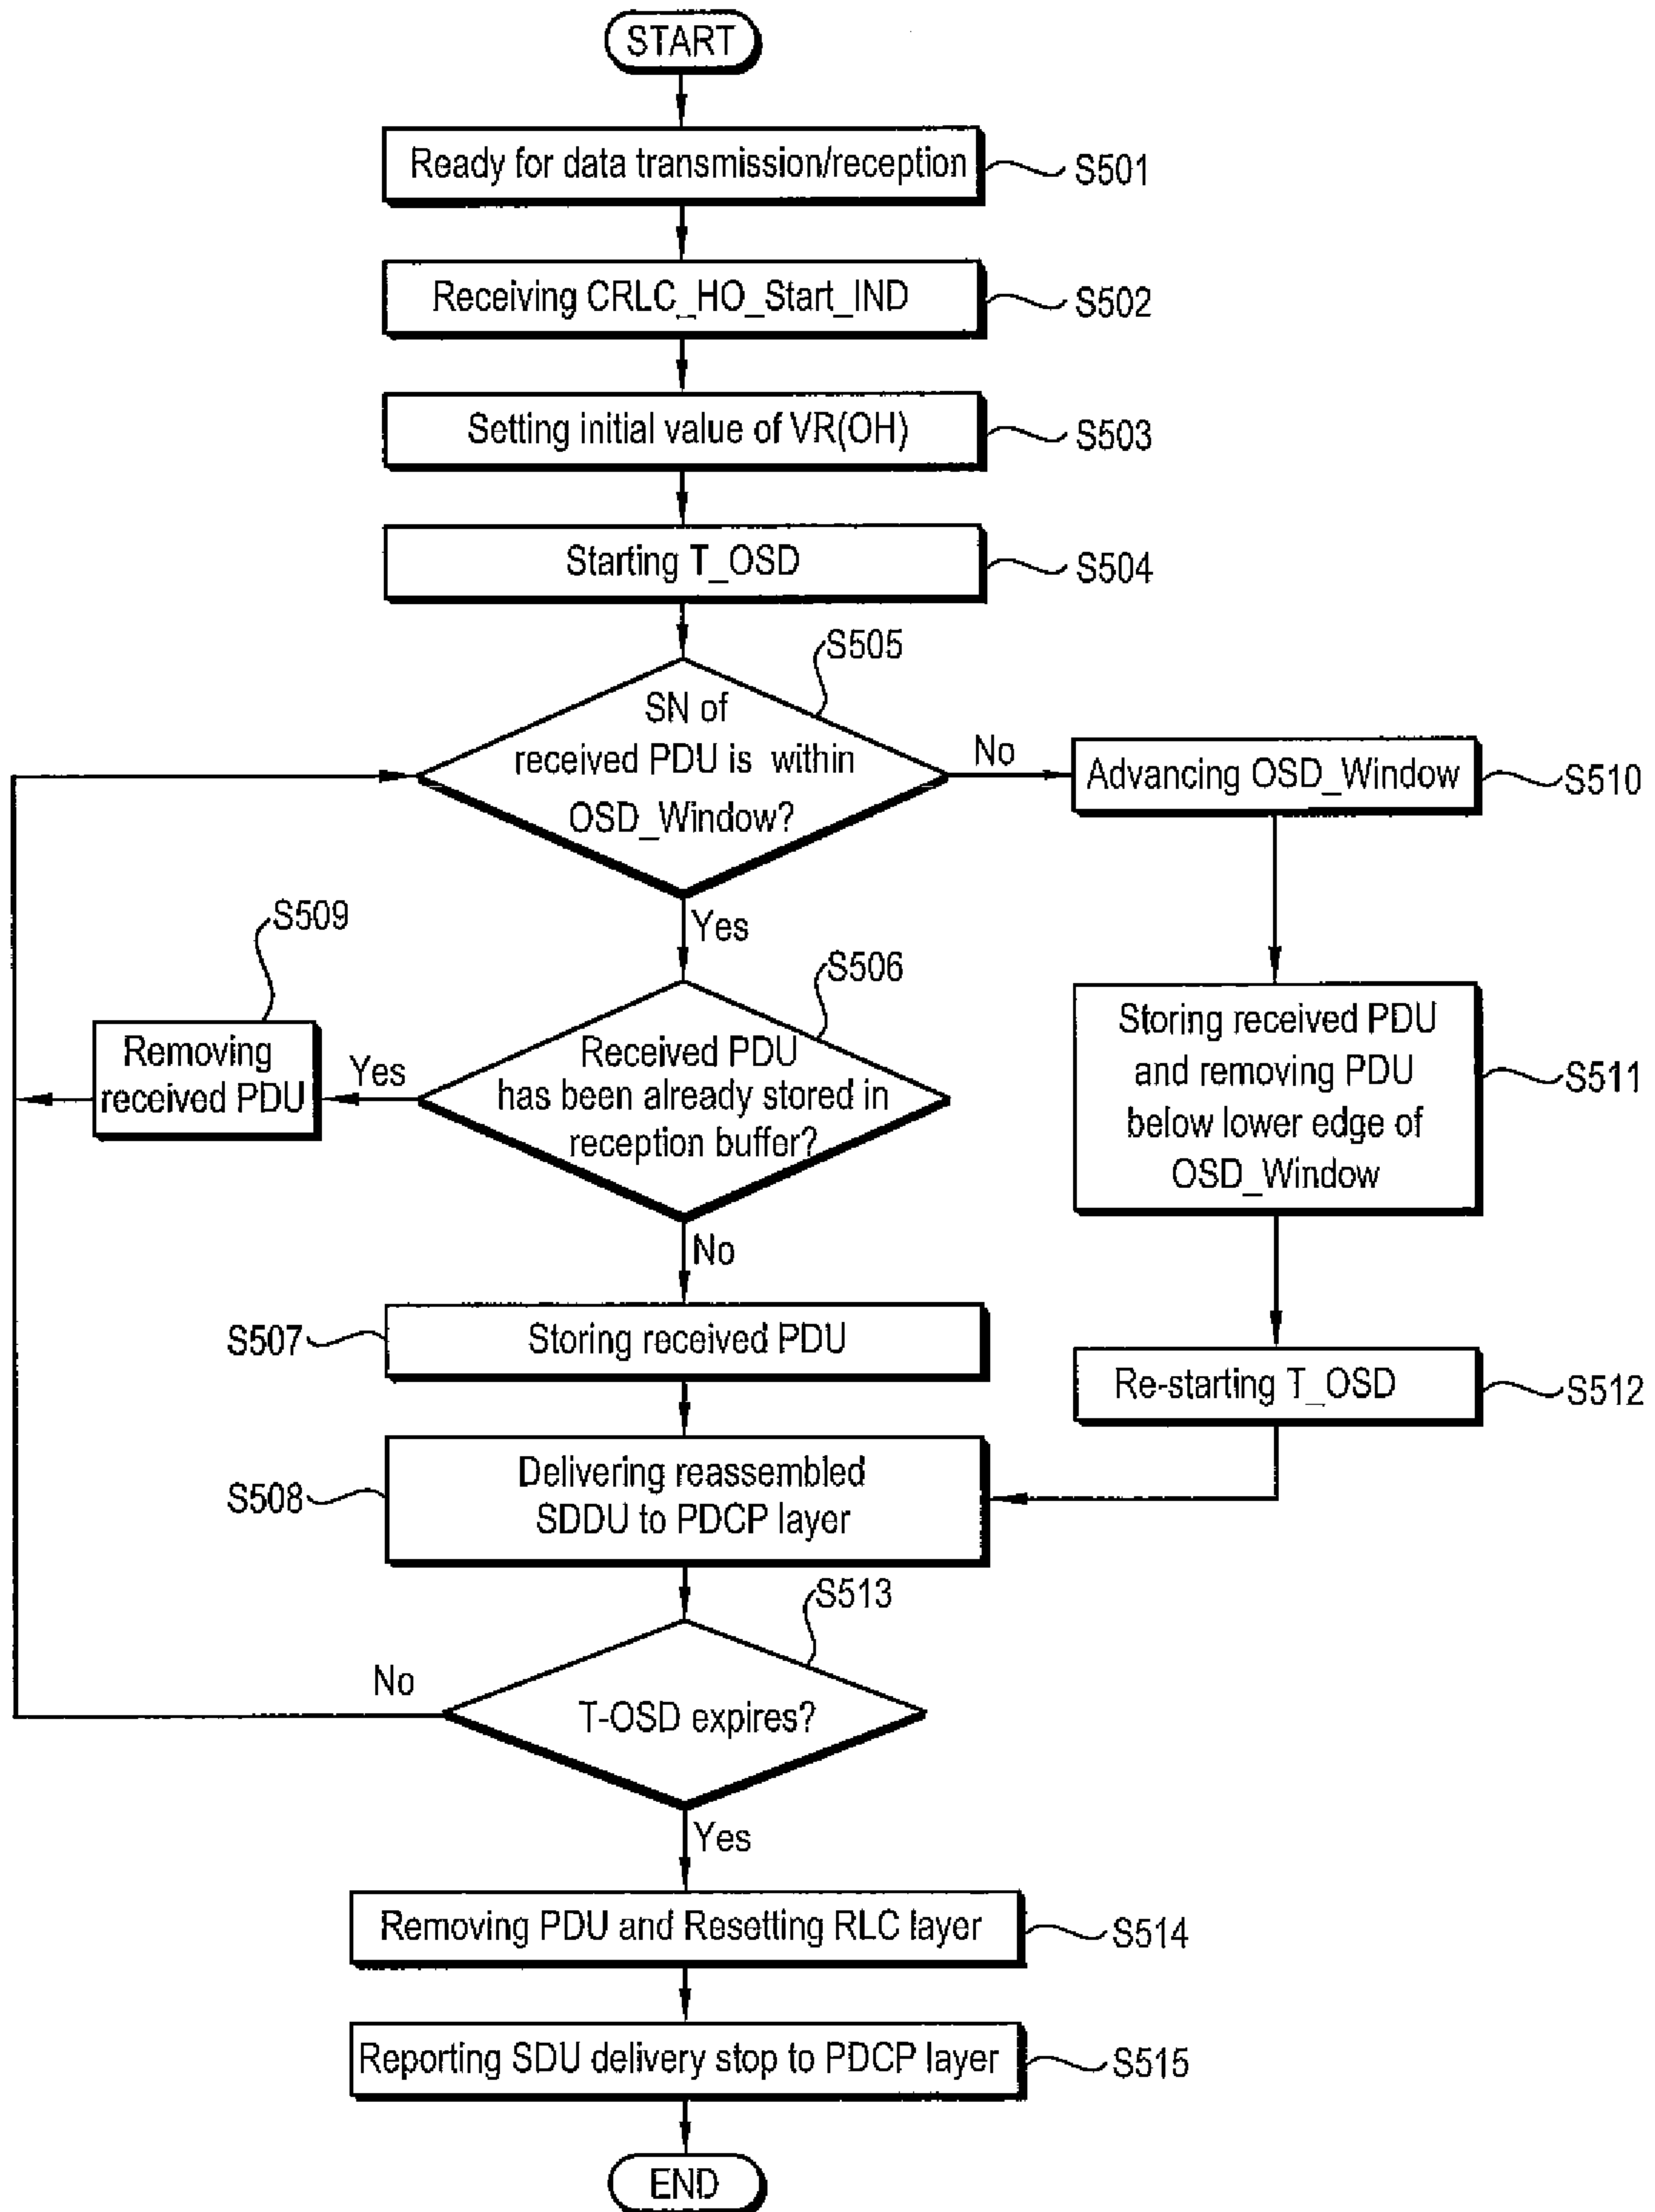 START
Ready for data transmission/reception
S501
Receiving CRLC_HO_Start_IND
S502
Setting initial value of VR(OH)
S503
Starting T_OSD
S504
S505
SN of
received PDU is within
OSD_Window?
No
Advancing OSD_Window
S510
Yes
S509
S506
Removing
received PDU
Yes
Received PDU
has been already stored in
reception buffer?
Storing received PDU
and removing PDU
below lower edge of
OSD_Window
S511
No
S507
Storing received PDU
Re-starting T_OSD
S512
S508
Delivering reassembled
SDDU to PDCP layer
S513
No
T-OSD expires?
Yes
Removing PDU and Resetting RLC layer
S514
Reporting SDU delivery stop to PDCP layer
S515
END